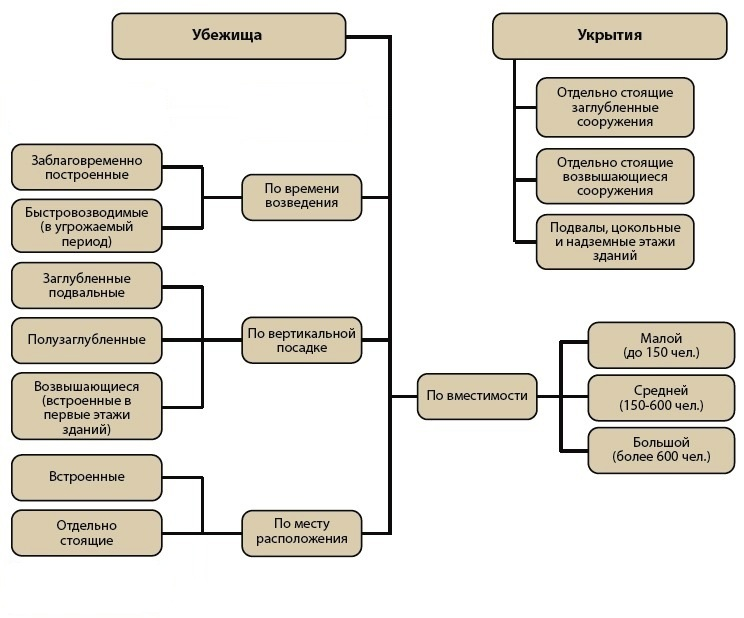 Убежища
Заблаговременно
построенные
Быстровозводимые
(в угрожаемый
период)
По времени
возведения
Заглубленные
подвальные
Полузаглубленные
Возвышающиеся
(встроенные в
первые этажи
зданий)
По вертикальной
посадке
Встроенные
Отдельно
стоящие
По месту
расположения
По вместимости
Малой
(до 150 чел.)
Средней
(150-600 чел.)
Большой
(более 600 чел.)
Укрытия
Отдельно стоящие
заглубленные
сооружения
Отдельно стоящие
возвышающиеся
сооружения
Подвалы, цокольные
и надземные этажи
зданий